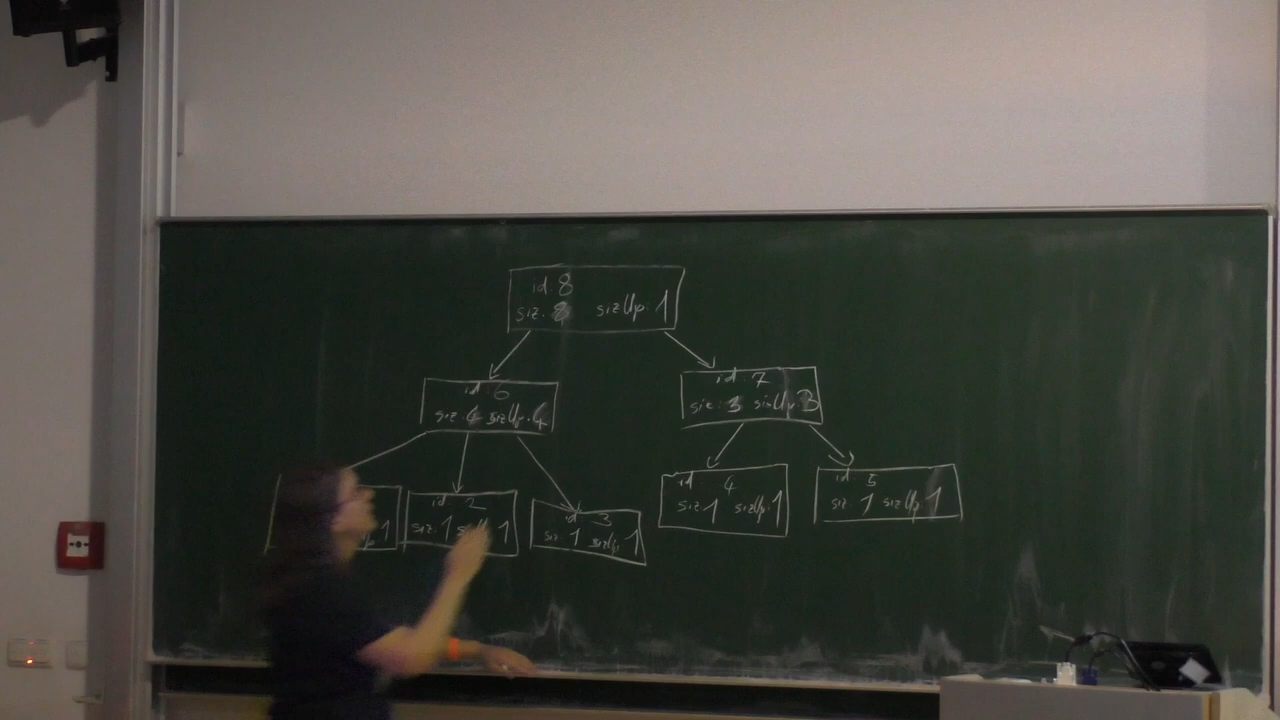 id: 8
siz: 8 sizUp: 1
id: 6
siz: 4 sizUp: 4
id: 7
siz: 3 sizUp: 3
1
id: 2
siz: 1 1
id: 3
siz: 1 sizUp 1
id 4
siz: 1 sizUp: 1
id: 5
siz: 1 sizUp 1